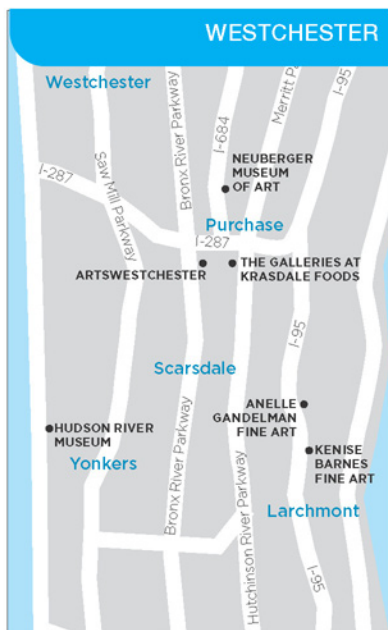 WESTCHESTER
Westchester
Bronx River Parkway
I-684
Merritt Pa
I-95
Saw Mill Parkway
I-287
NEUBERGER
MUSEUM
OF ART
Purchase
I-287
ARTSWESTCHESTER
THE GALLERIES AT
KRASDALE FOODS
I-95
Scarsdale
ANELLE
GANDELMAN
FINE ART
HUDSON RIVER
MUSEUM
KENISE
BARNES
FINE ART
Yonkers
Bronx River Parkway
Larchmont
Hutchinson River Parkway
I-95